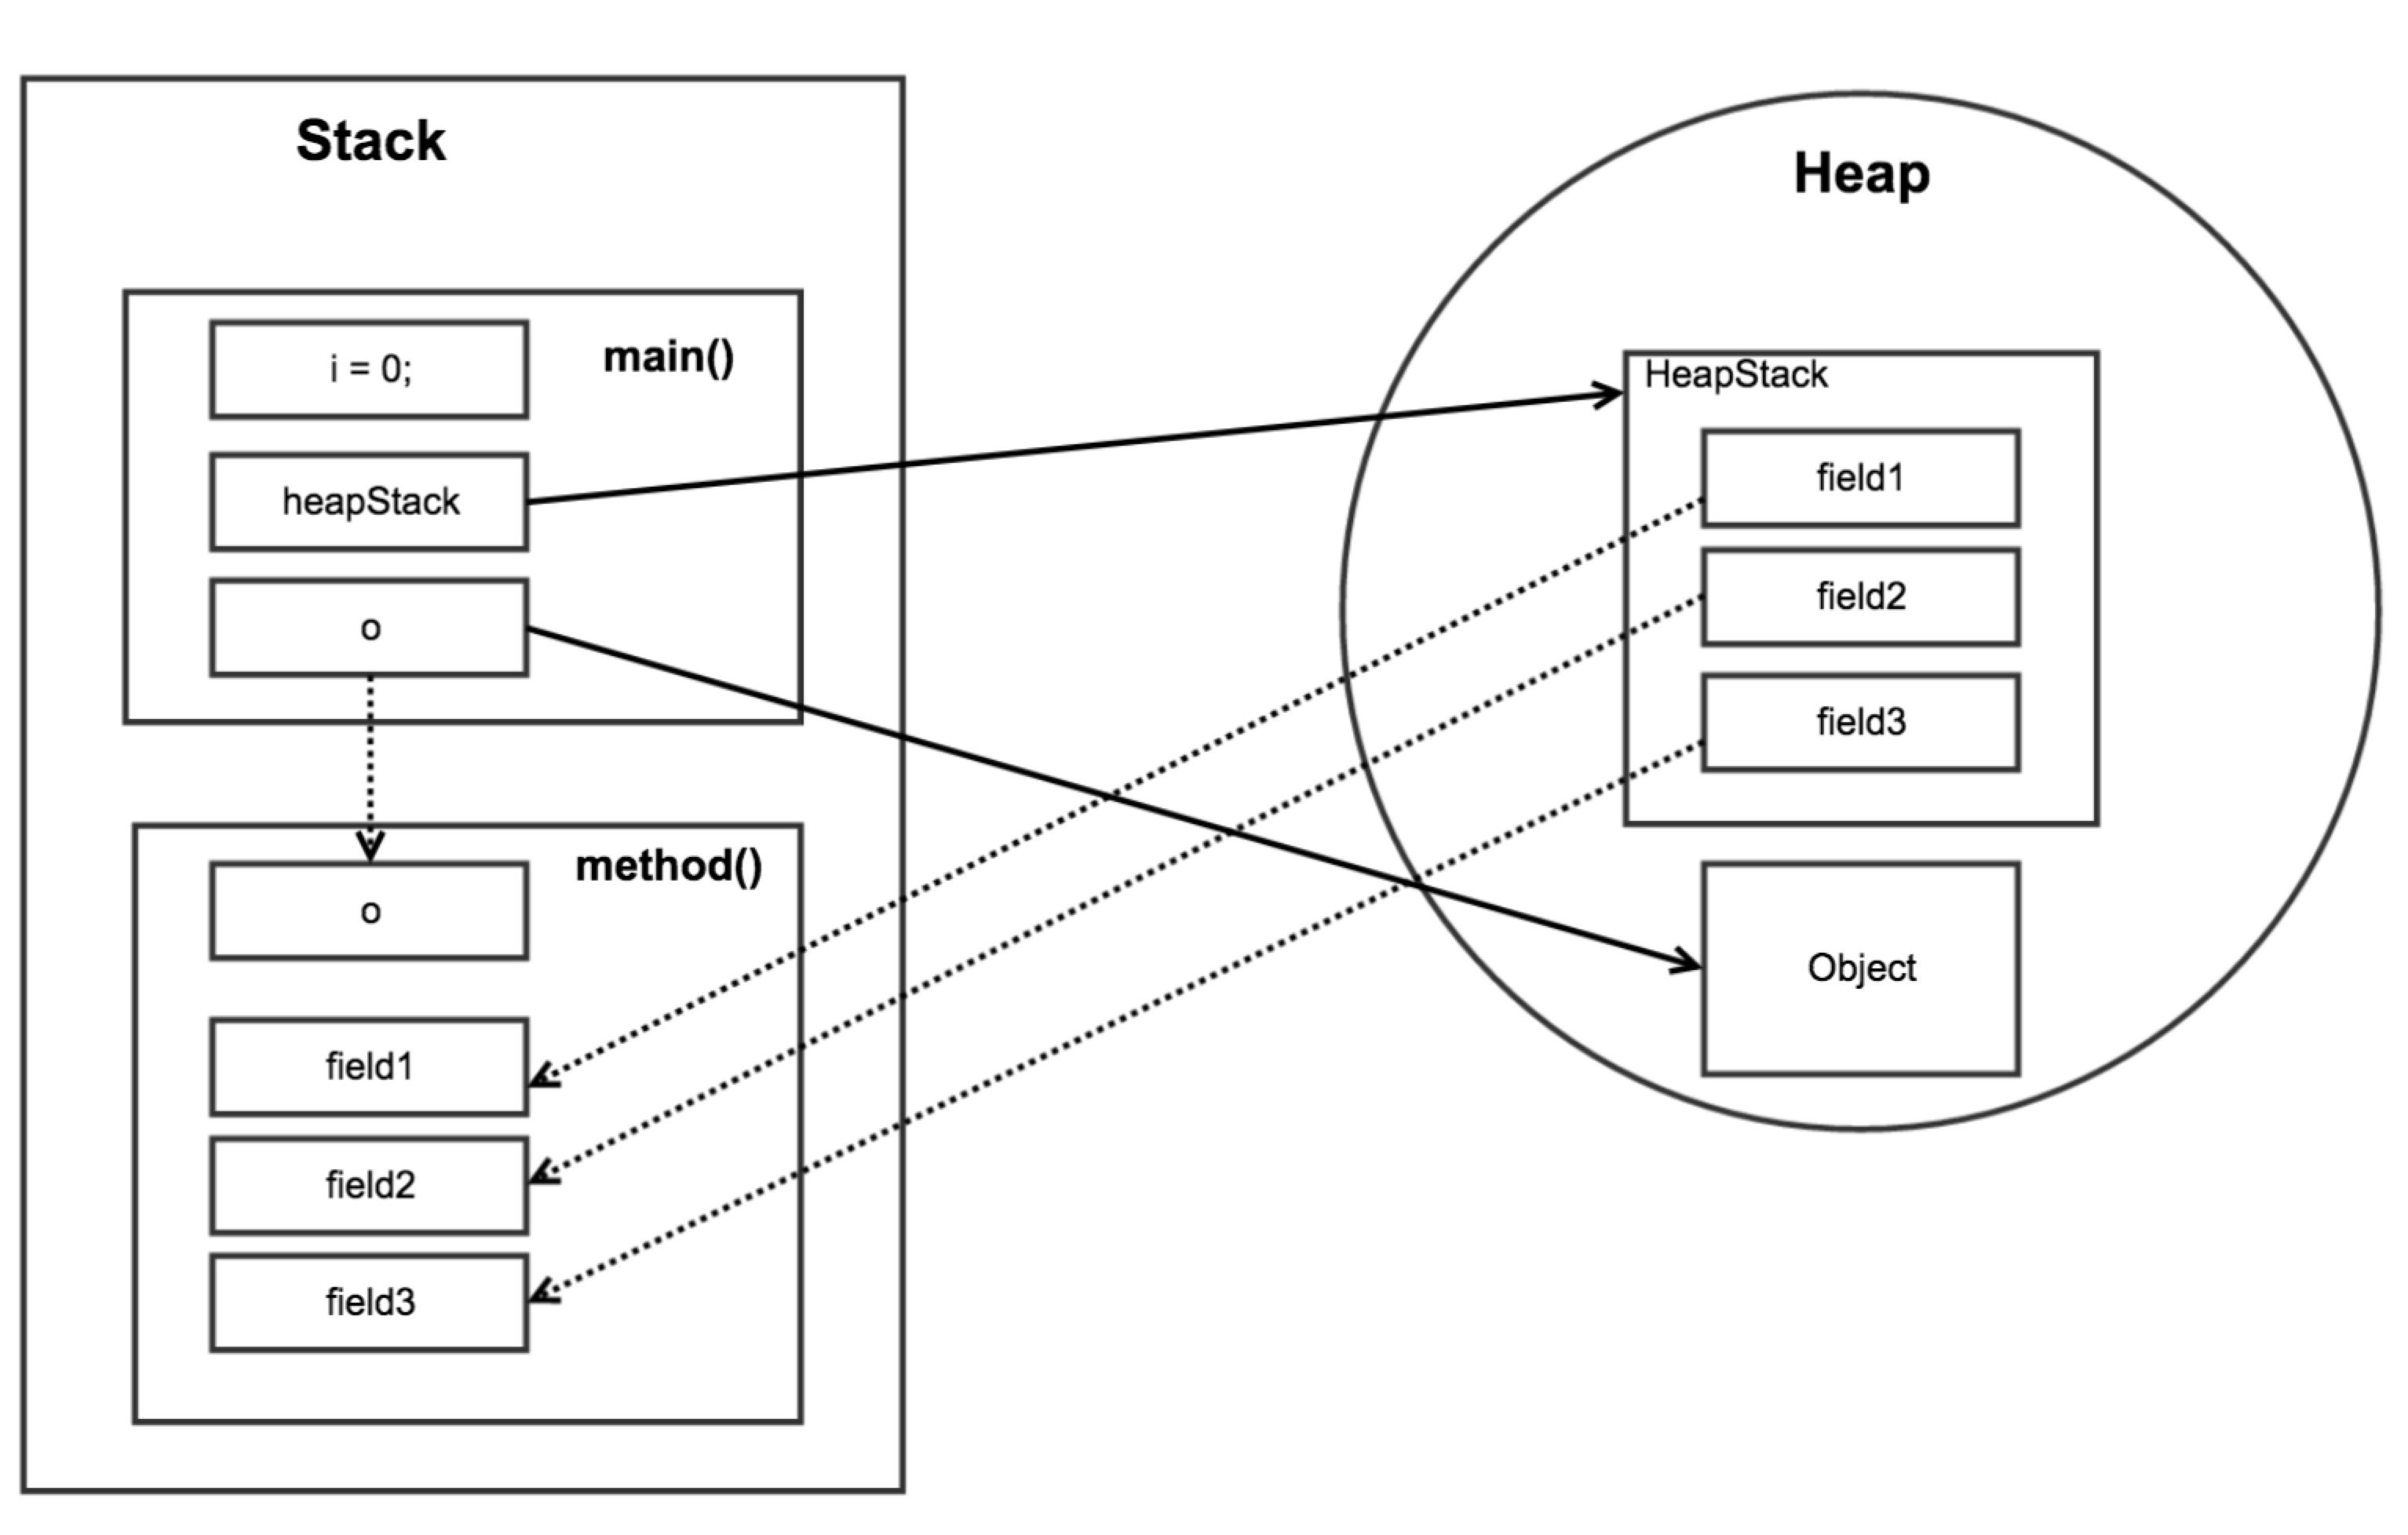 Stack
main()
i = 0;
heapStack
o
method()
o
field1
field2
field3
Heap
HeapStack
field1
field2
field3
Object